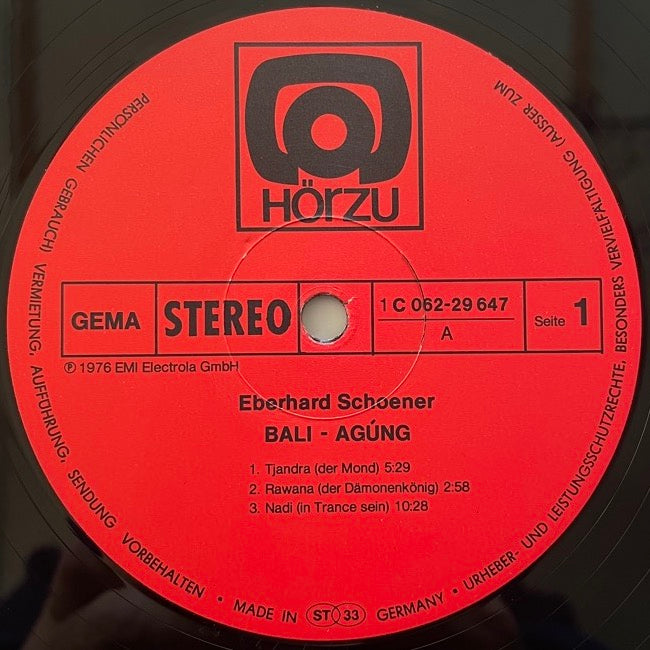 HÖRZU
GEMA
STEREO
1 C 062-29 647
A
Seite 1
℗ 1976 EMI Electrola GmbH
Eberhard Schoener
BALI - AGÚNG
1. Tjandra (der Mond) 5:29
2. Rawana (der Dämonenkönig) 2:58
3. Nadi (in Trance sein) 10:28
URHEBER- UND LEISTUNGSSCHUTZRECHTE, BESONDERS VERVIELFÄLTIGUNG (AUSSER ZUM PERSÖNLICHEN GEBRAUCH) VERMIETUNG, AUFFÜHRUNG, SENDUNG VORBEHALTEN • MADE IN ST 33 GERMANY •